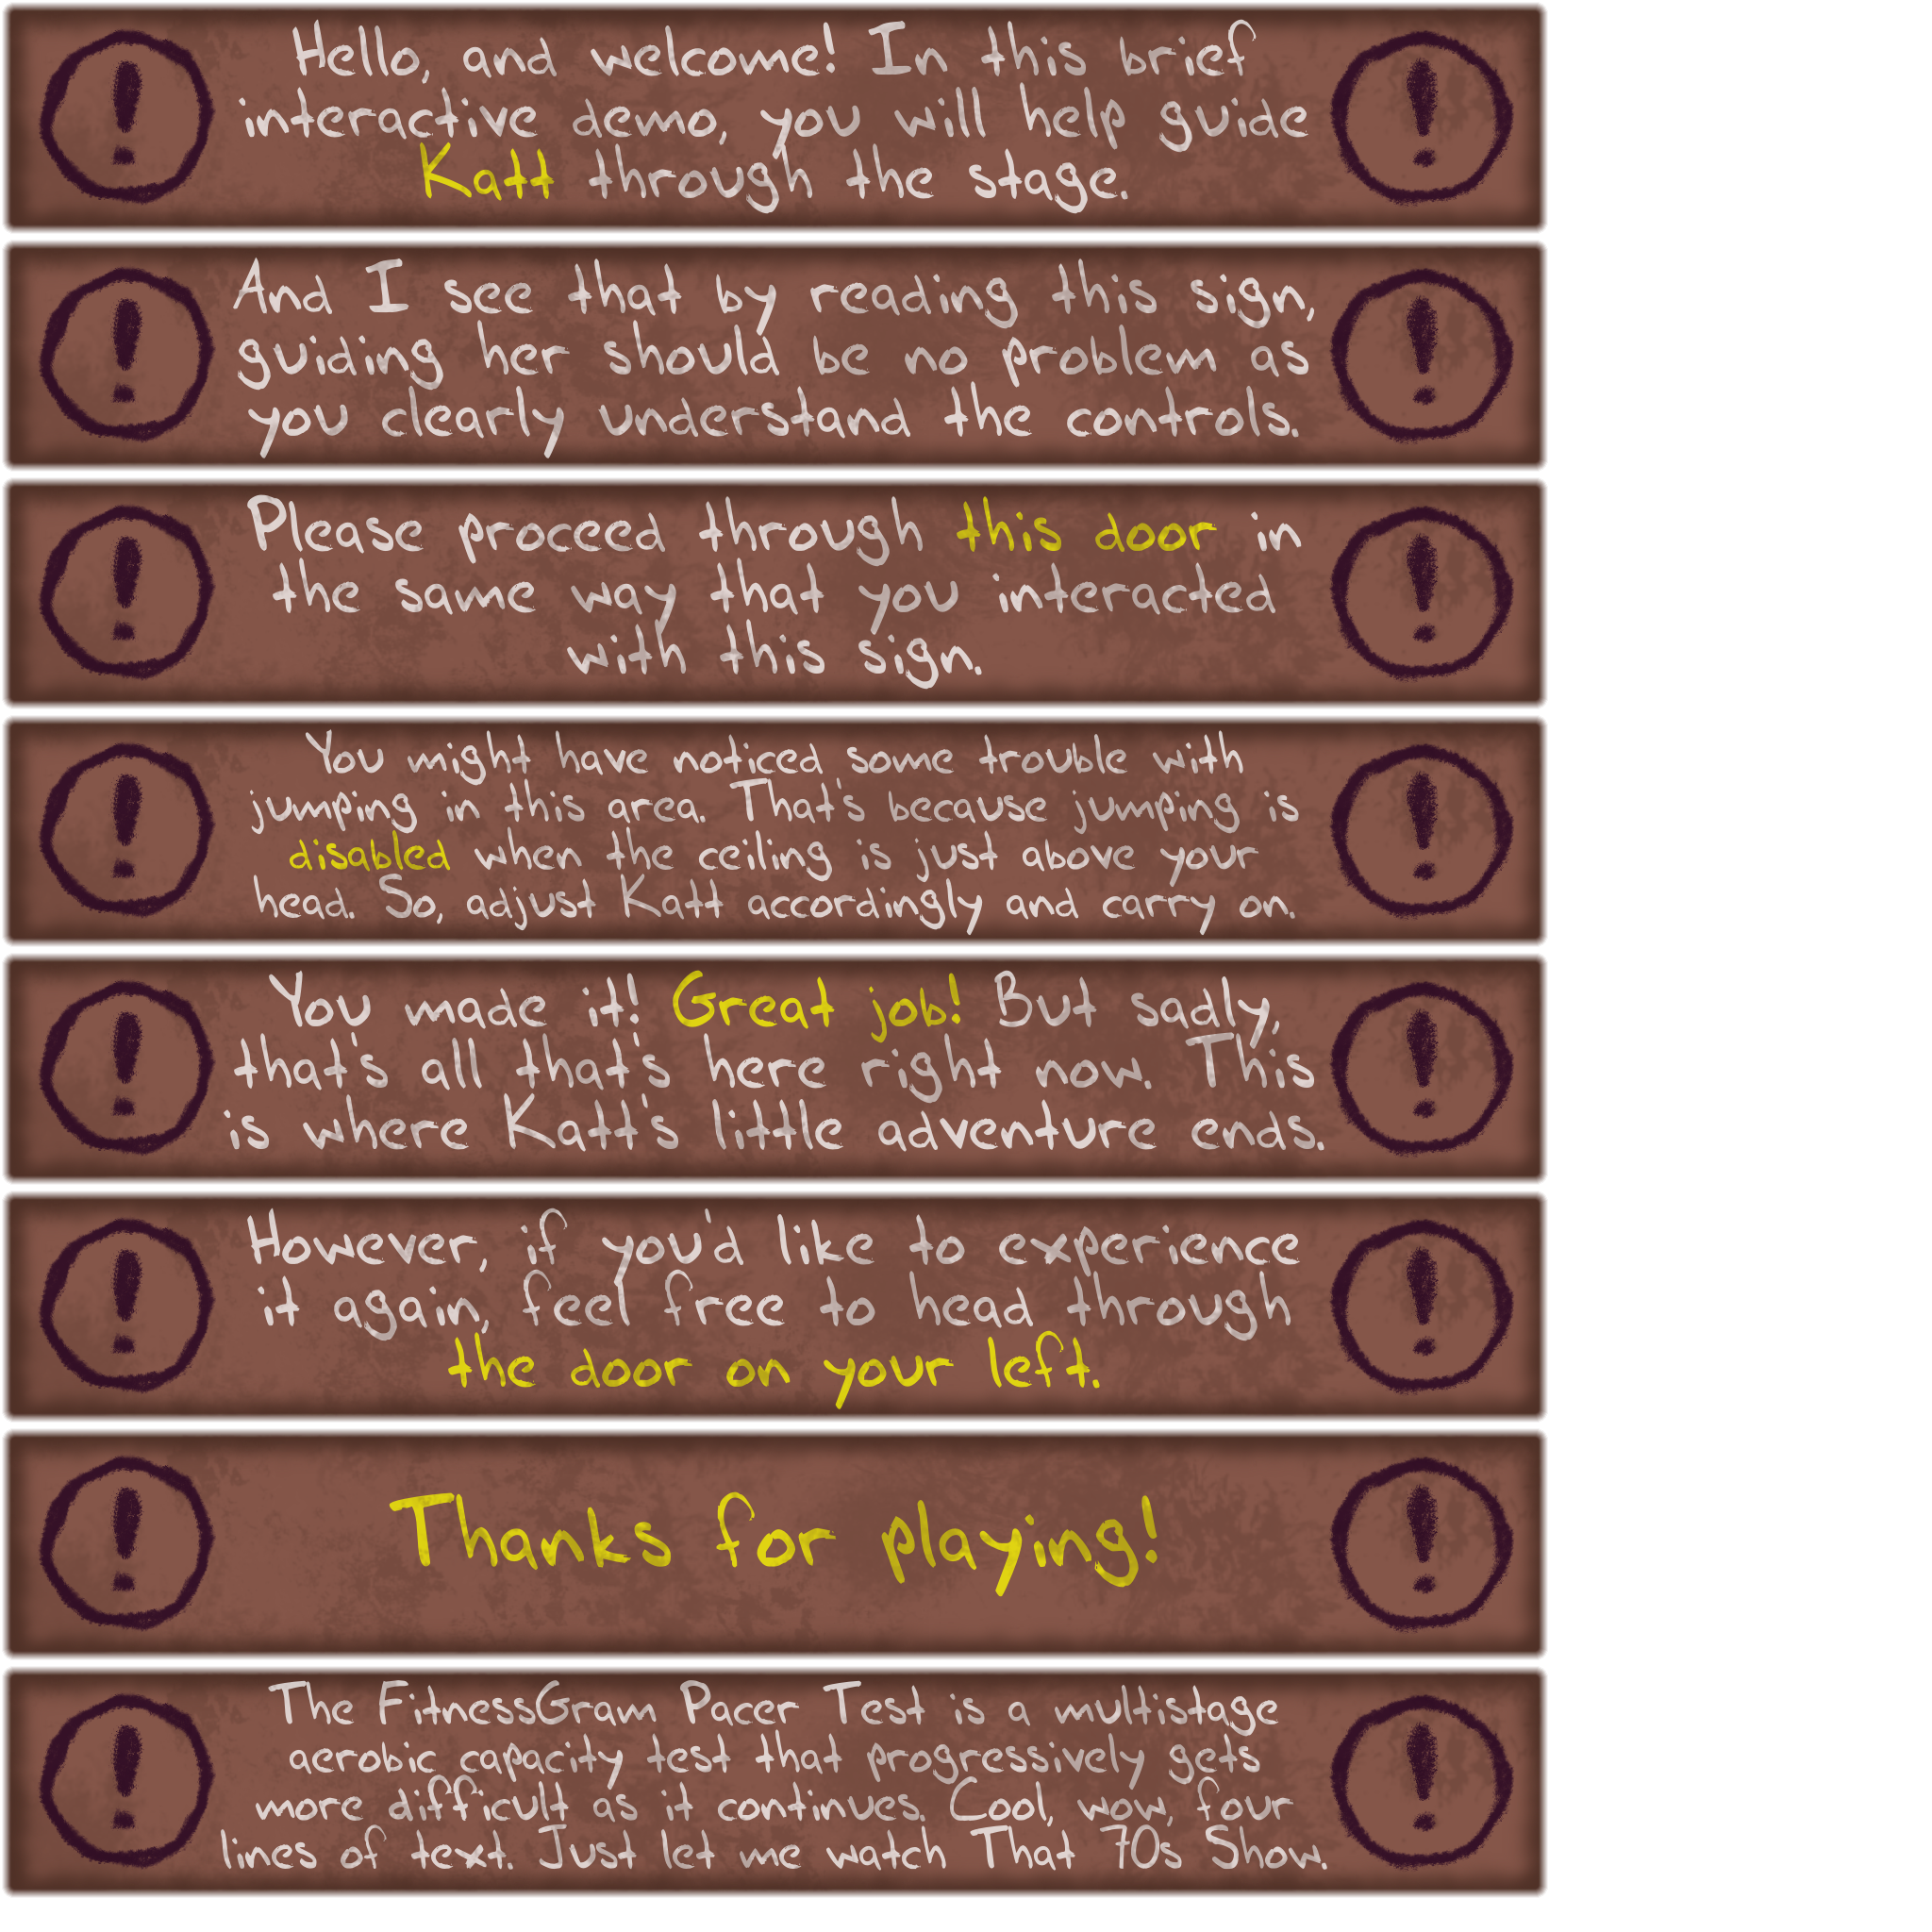 Hello, and welcome! In this brief
interactive demo, you will help guide
Katt through the stage.
And I see that by reading this sign,
guiding her should be no problem as
you clearly understand the controls.
Please proceed through this door in
the same way that you interacted
with this sign.
You might have noticed some trouble with
jumping in this area. That's because jumping is
disabled when the ceiling is just above your
head. So, adjust Katt accordingly and carry on.
You made it! Great job! But sadly,
that's all that's here right now. This
is where Katt's little adventure ends.
However, if you'd like to experience
it again, feel free to head through
the door on your left.
Thanks for playing!
The FitnessGram Pacer Test is a multistage
aerobic capacity test that progressively gets
more difficult as it continues. Cool, wow, four
lines of text. Just let me watch That 70s Show.